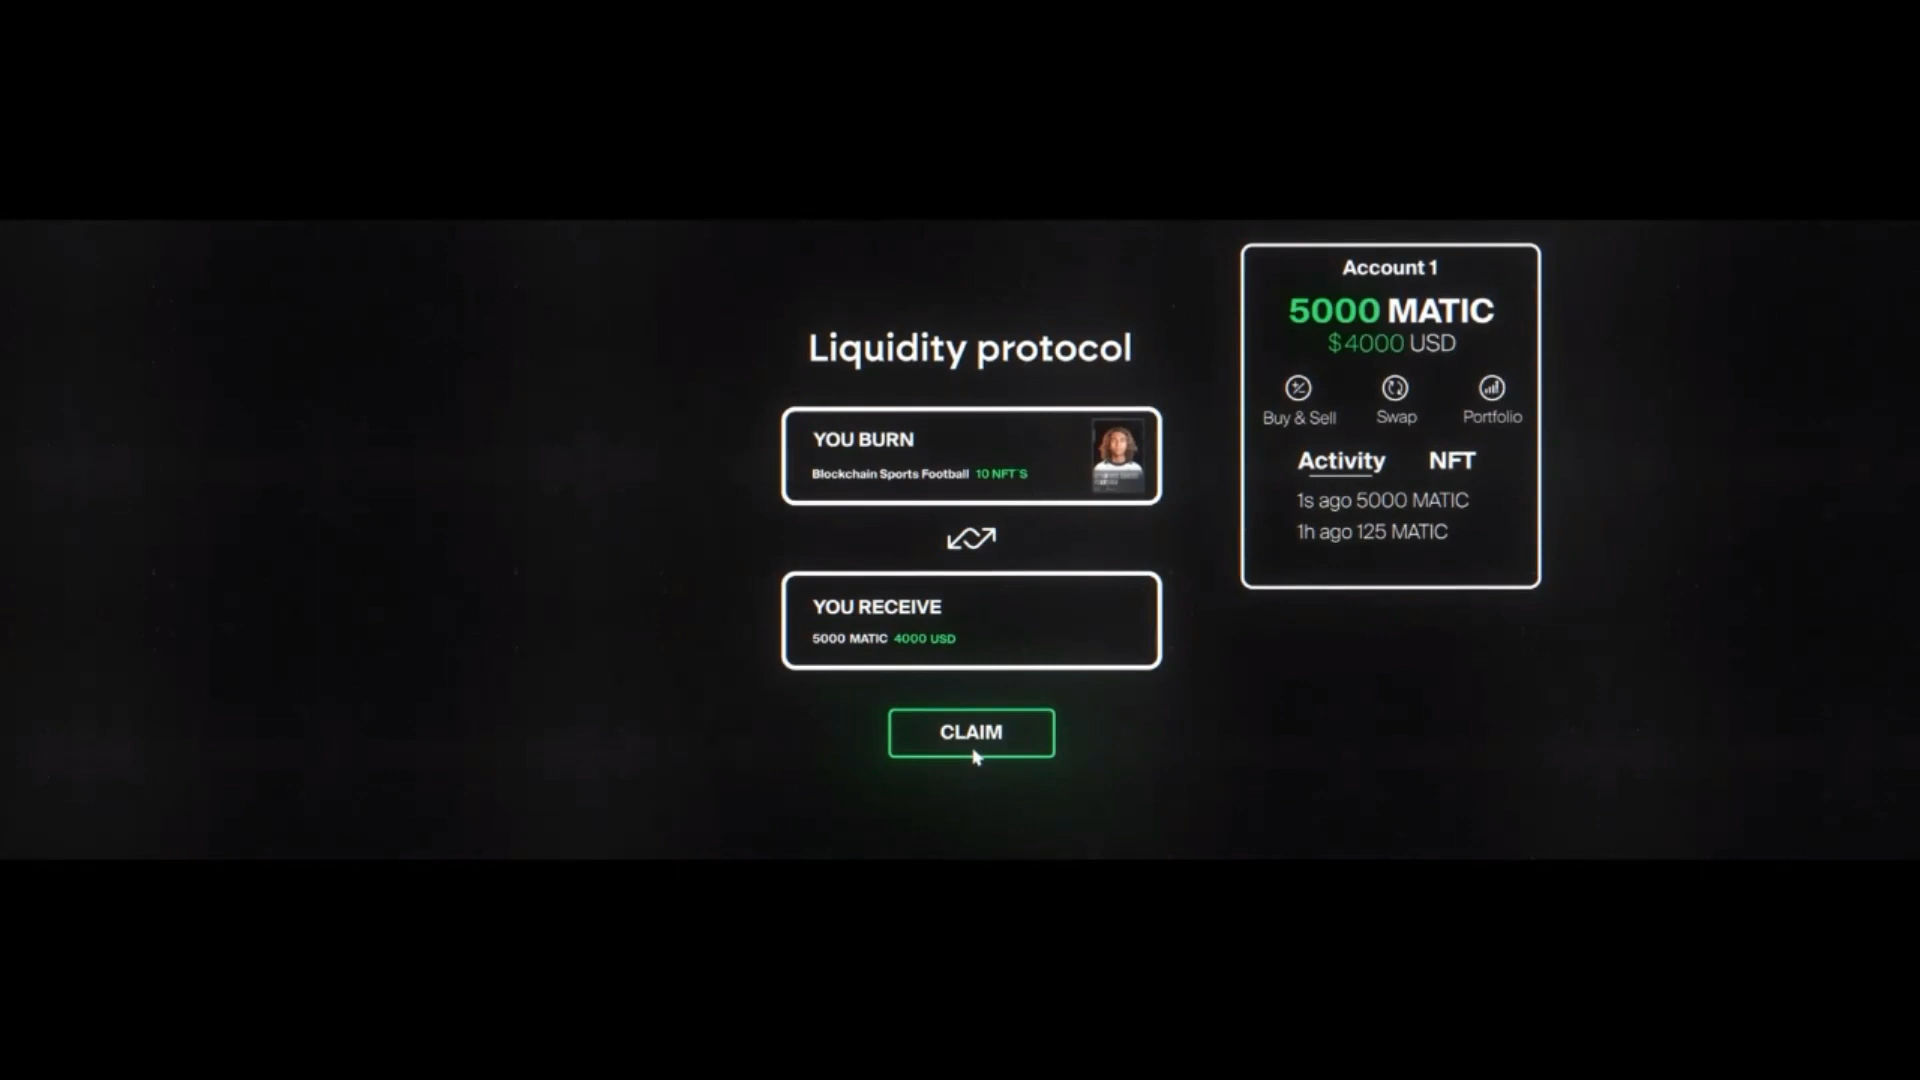 Liquidity protocol
YOU BURN
Blockchain Sports Football 10 NFT`S
YOU RECEIVE
5000 MATIC 4000 USD
CLAIM
Account 1
5000 MATIC
$4000 USD
Buy & Sell Swap Portfolio
Activity NFT
1s ago 5000 MATIC
1h ago 125 MATIC